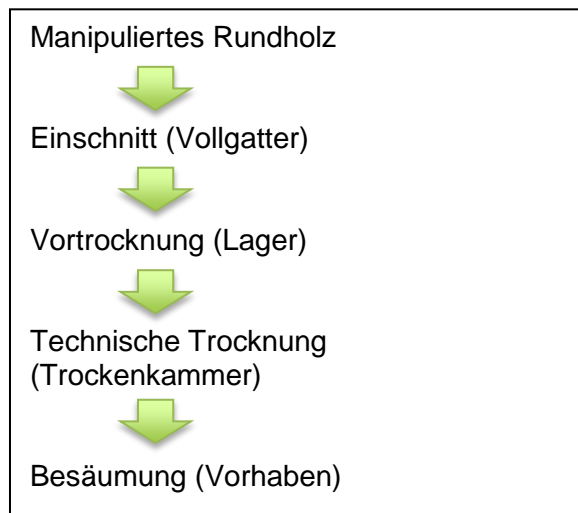 Manipuliertes Rundholz
Einschnitt (Vollgatter)
Vortrocknung (Lager)
Technische Trocknung
(Trockenkammer)
Besäumung (Vorhaben)